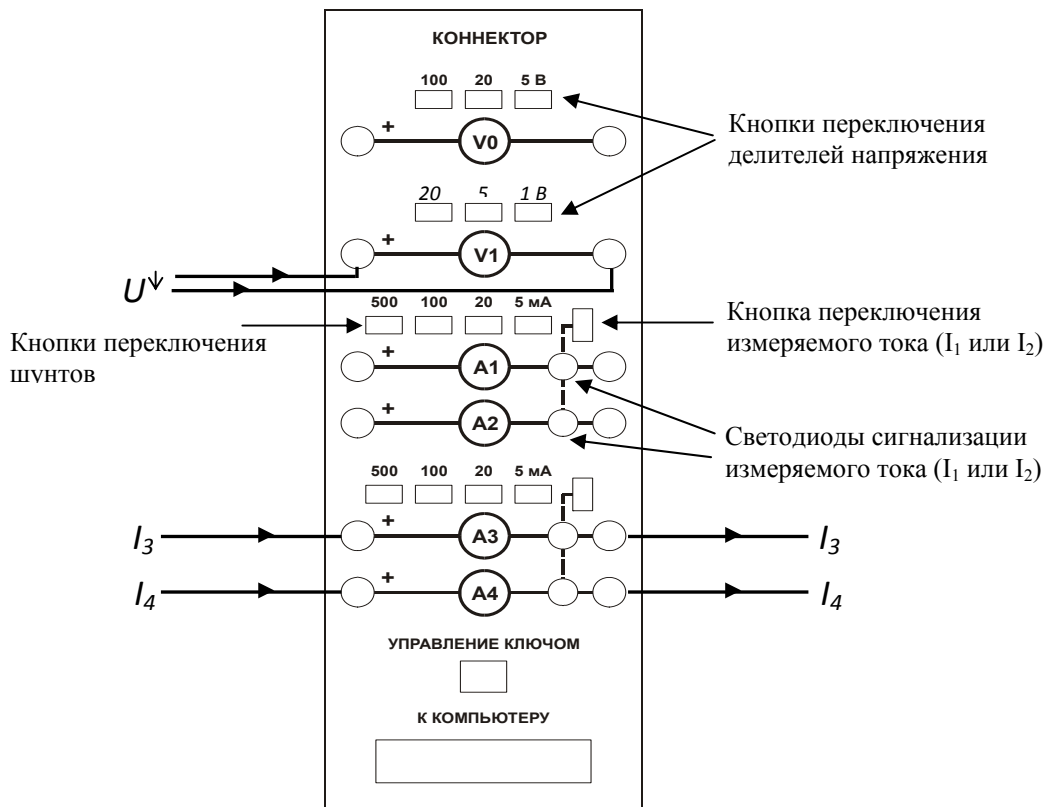 КОННЕКТОР
100 20 5 В
+ V0
Кнопки переключения
делителей напряжения
20 5 1 В
+ V1
U
500 100 20 5 мА
Кнопки переключения
шунтов
Кнопка переключения
измеряемого тока (I₁ или I₂)
+ A1
+ A2
Светодиоды сигнализации
измеряемого тока (I₁ или I₂)
500 100 20 5 мА
I₃ + A3 I₃
I₄ + A4 I₄
УПРАВЛЕНИЕ КЛЮЧОМ
К КОМПЬЮТЕРУ